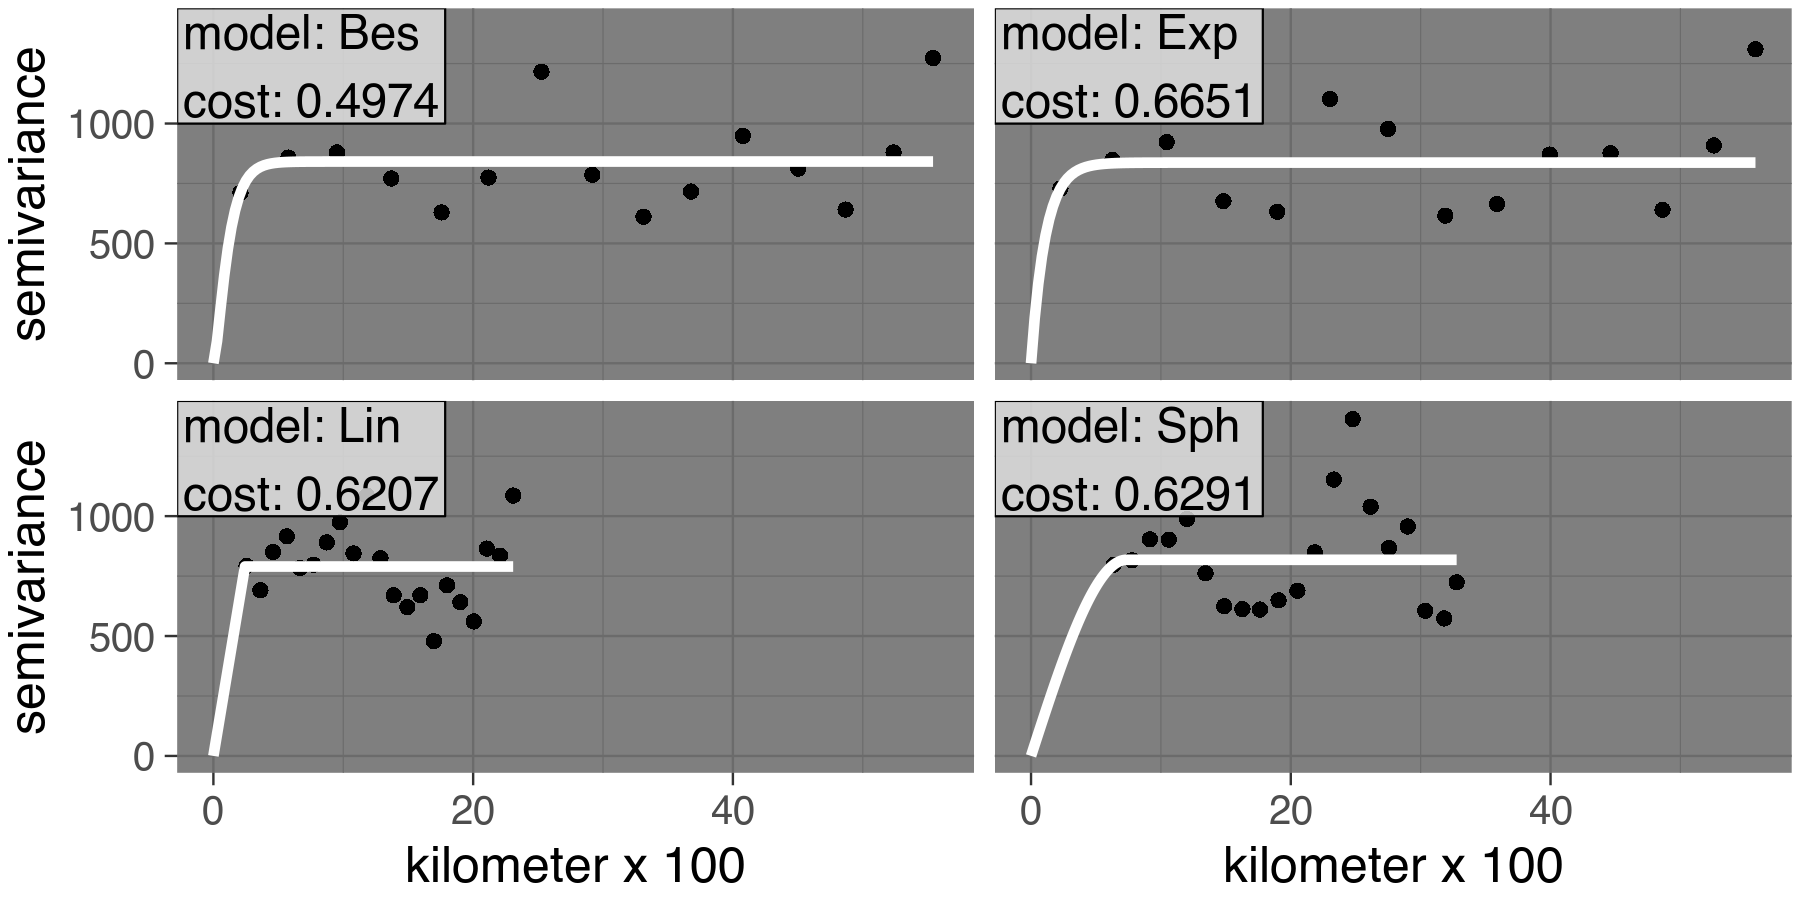 model: Bes
cost: 0.4974
model: Exp
cost: 0.6651
semivariance
1000
500
0
model: Lin
cost: 0.6207
model: Sph
cost: 0.6291
semivariance
1000
500
0
0 20 40
0 20 40
kilometer x 100
kilometer x 100